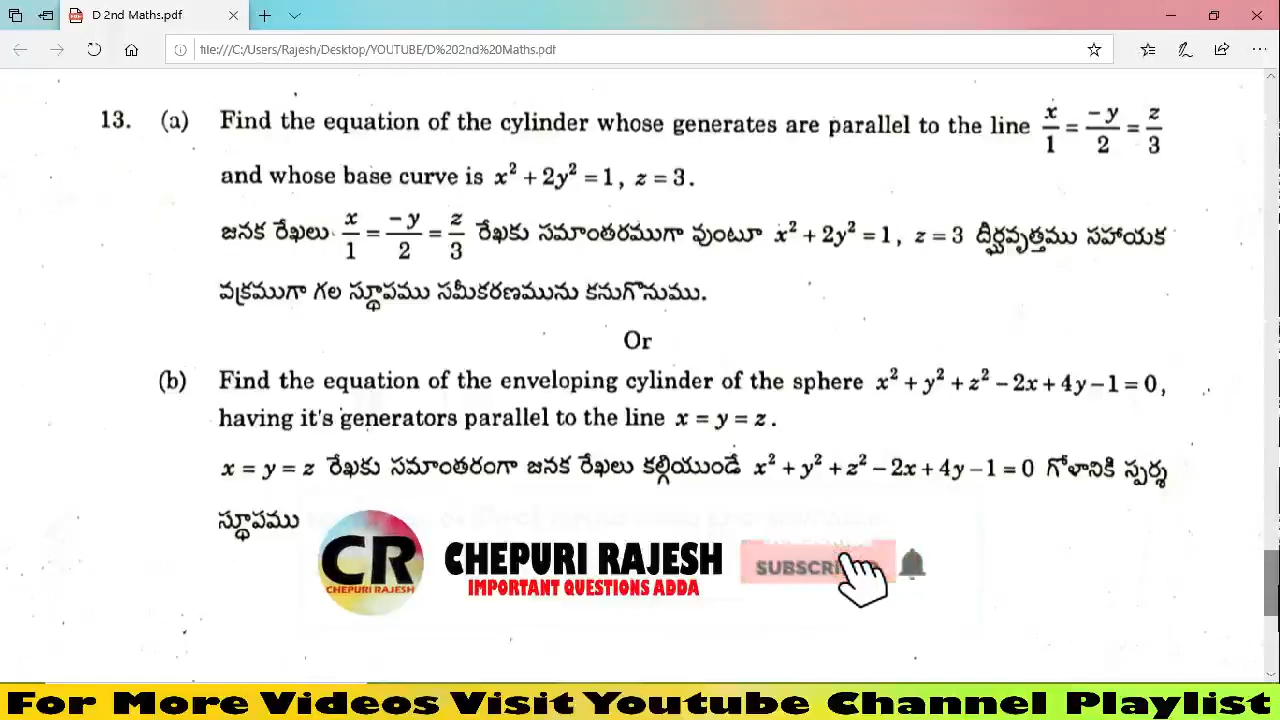 D 2nd Maths.pdf
file:///C:/Users/Rajesh/Desktop/YOUTUBE/D%202nd%20Maths.pdf
13. (a) Find the equation of the cylinder whose generates are parallel to the line x/1 = -y/2 = z/3
and whose base curve is x² + 2y² = 1, z = 3.
జనక రేఖలు x/1 = -y/2 = z/3 రేఖకు సమాంతరముగా వుంటూ x² + 2y² = 1, z = 3 దీర్ఘవృత్తము సహాయక
వక్రముగా గల స్థూపము సమీకరణమును కనుగొనుము.
Or
(b) Find the equation of the enveloping cylinder of the sphere x² + y² + z² - 2x + 4y - 1 = 0,
having it's generators parallel to the line x = y = z.
x = y = z రేఖకు సమాంతరంగా జనక రేఖలు కల్గియుండే x² + y² + z² - 2x + 4y - 1 = 0 గోళానికి స్పర్శ
స్థూపము
CR
CHEPURI RAJESH
CHEPURI RAJESH
IMPORTANT QUESTIONS ADDA
For More Videos Visit Youtube Channel Playlist